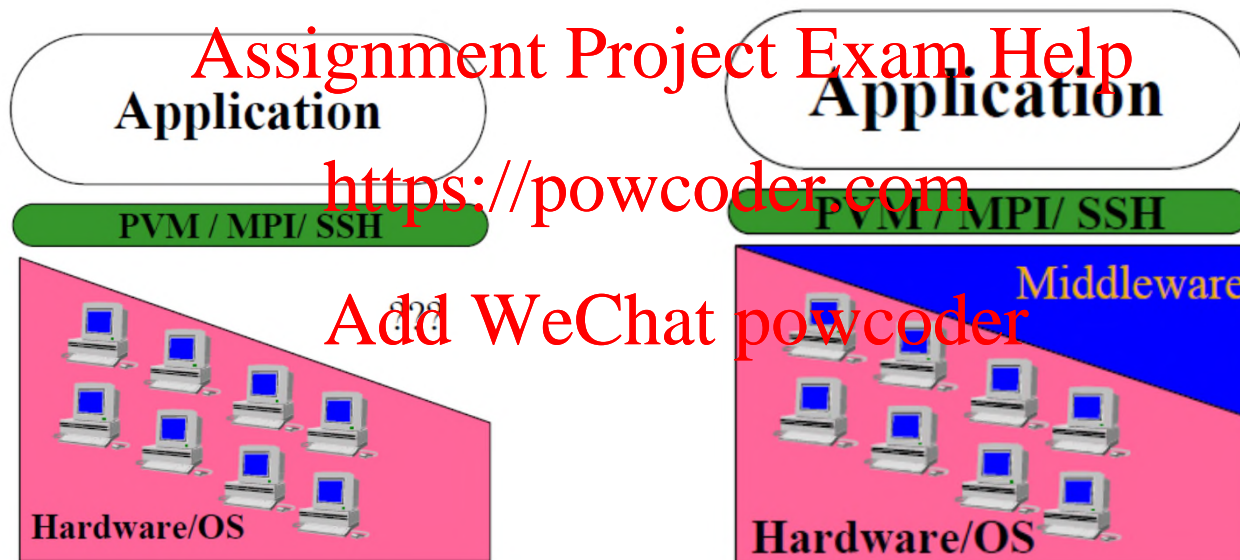 Assignment Project Exam Help
Application
Application
https://powcoder.com
PVM / MPI/ SSH
PVM / MPI/ SSH
Middleware
???
Add WeChat powcoder
Hardware/OS
Hardware/OS